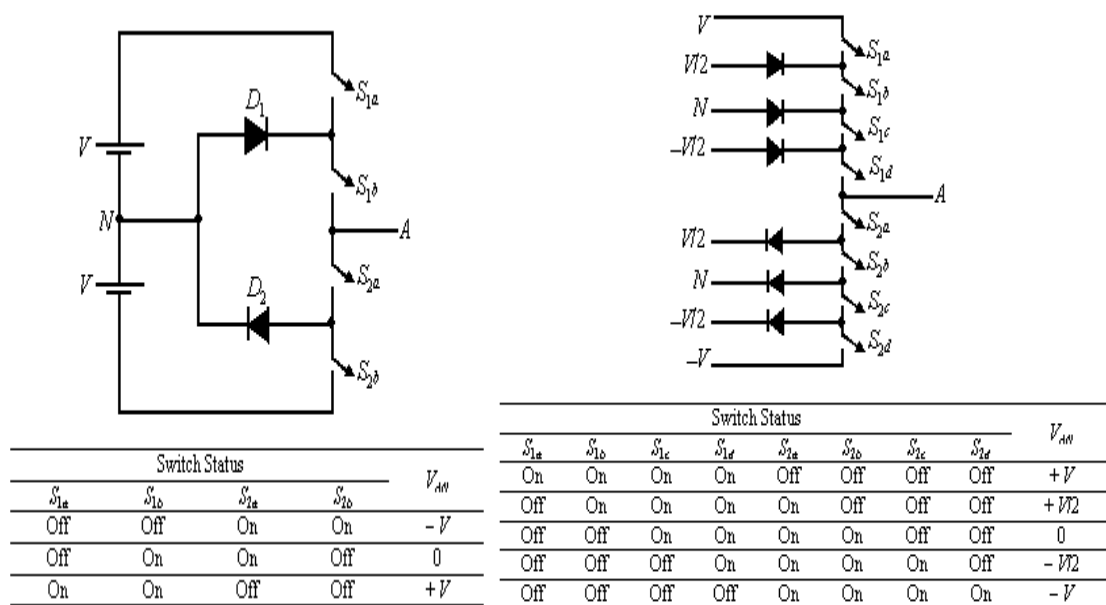 V
S1a
D1
V
S1b
N
A
V
S2a
D2
S2b
Switch Status
VAN
S1a S1b S2a S2b
Off Off On On − V
Off On On Off 0
On On Off Off + V
V
S1a
V/2
S1b
N
S1c
−V/2
S1d
A
S2a
V/2
S2b
N
S2c
−V/2
S2d
−V
Switch Status
VAN
S1a S1b S1c S1d S2a S2b S2c S2d
On On On On Off Off Off Off + V
Off On On On On Off Off Off + V/2
Off Off On On On On Off Off 0
Off Off Off On On On On Off − V/2
Off Off Off Off On On On On − V